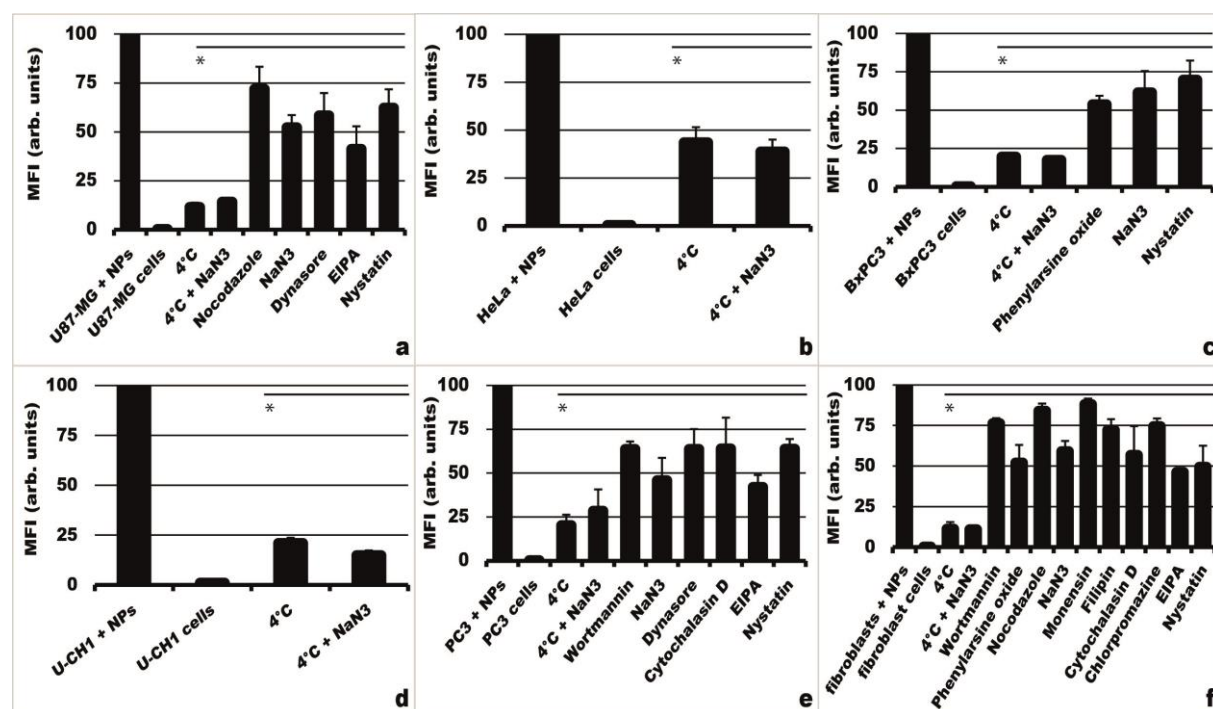 MFI (arb. units)
100
75
50
25
0
*
U87-MG + NPs
U87-MG cells
4°C
4°C + NaN3
Nocodazole
NaN3
Dynasore
EIPA
Nystatin
a
MFI (arb. units)
100
75
50
25
0
*
HeLa + NPs
HeLa cells
4°C
4°C + NaN3
b
MFI (arb. units)
100
75
50
25
0
*
BxPC3 + NPs
BxPC3 cells
4°C
4°C + NaN3
Phenylarsine oxide
NaN3
Nystatin
c
MFI (arb. units)
100
75
50
25
0
*
U-CH1 + NPs
U-CH1 cells
4°C
4°C + NaN3
d
MFI (arb. units)
100
75
50
25
0
*
PC3 + NPs
PC3 cells
4°C
4°C + NaN3
Wortmannin
NaN3
Dynasore
Cytochalasin D
EIPA
Nystatin
e
MFI (arb. units)
100
75
50
25
0
*
fibroblasts + NPs
fibroblast cells
4°C
4°C + NaN3
Wortmannin
Phenylarsine oxide
Nocodazole
NaN3
Monensin
Filipin
Cytochalasin D
Chlorpromazine
EIPA
Nystatin
f